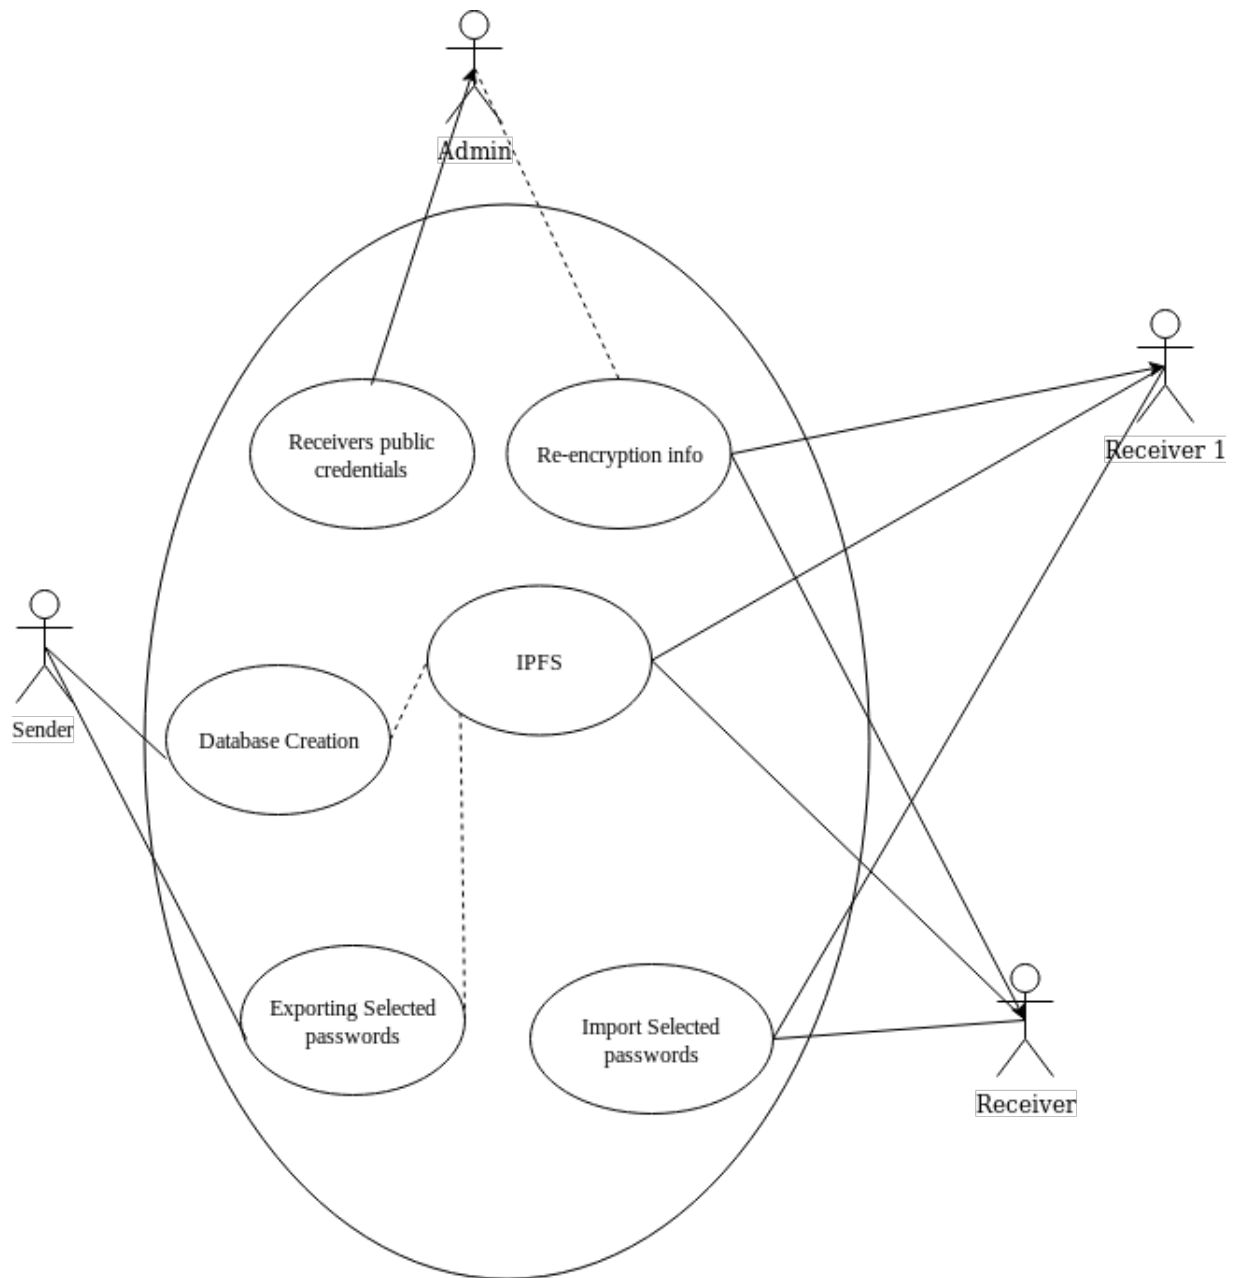 Admin
Receivers public
credentials
Re-encryption info
Receiver 1
IPFS
Sender
Database Creation
Exporting Selected
passwords
Import Selected
passwords
Receiver